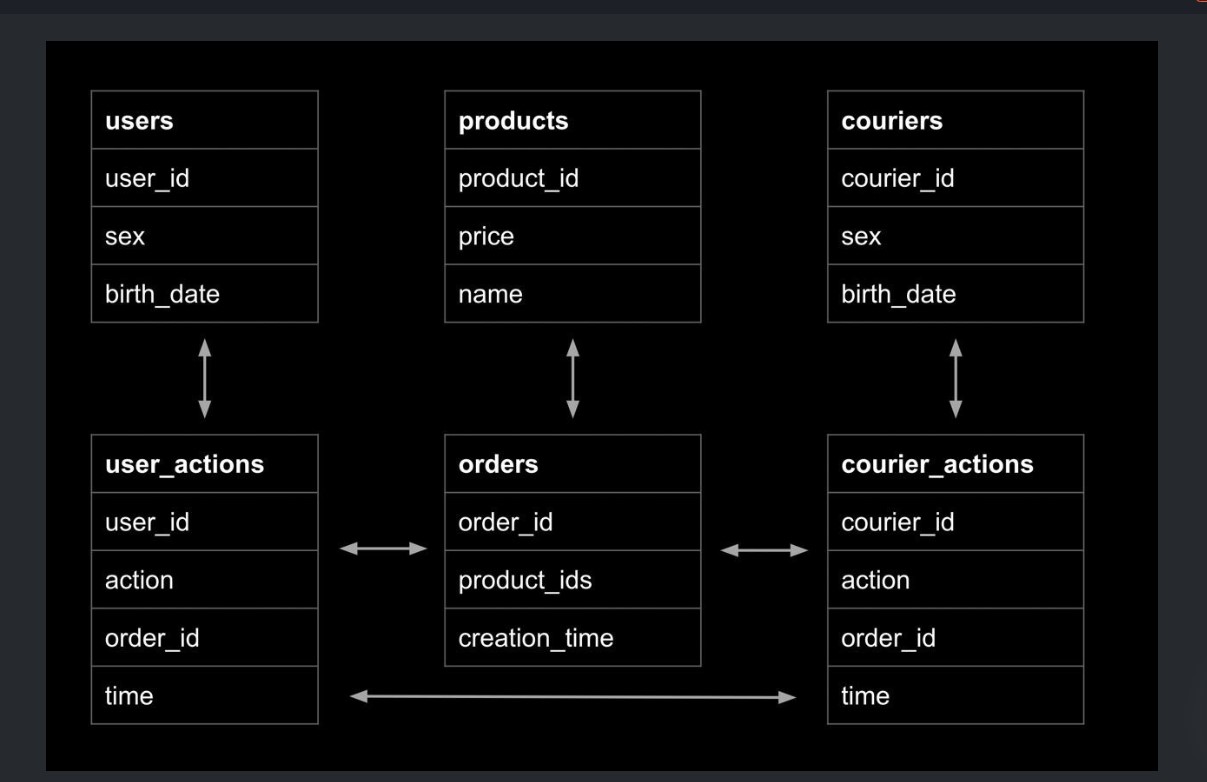 users
user_id
sex
birth_date
products
product_id
price
name
couriers
courier_id
sex
birth_date
user_actions
user_id
action
order_id
time
orders
order_id
product_ids
creation_time
courier_actions
courier_id
action
order_id
time